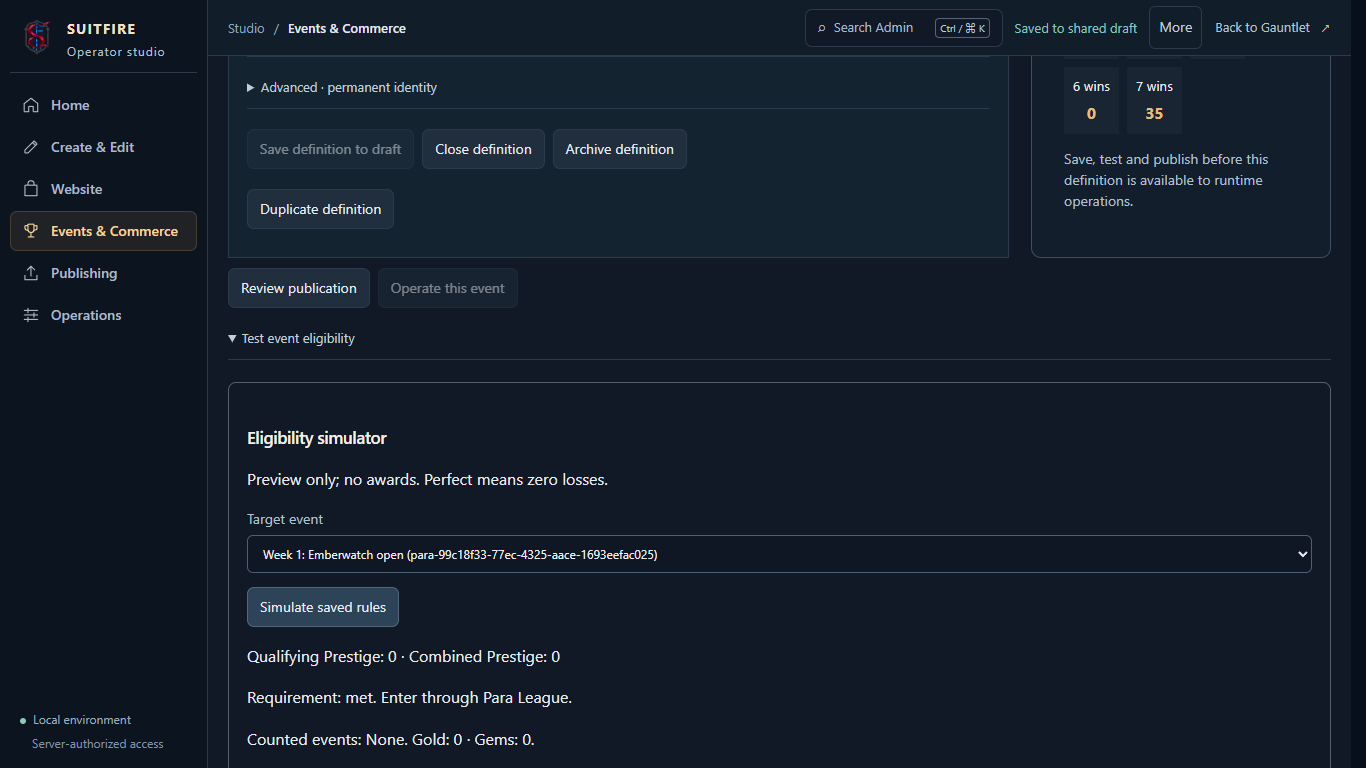 SUITFIRE
Operator studio
Home
Create & Edit
Website
Events & Commerce
Publishing
Operations
Local environment
Server-authorized access
Studio / Events & Commerce
Search Admin Ctrl / ⌘ K
Saved to shared draft
More
Back to Gauntlet ↗
▶ Advanced · permanent identity
Save definition to draft
Close definition
Archive definition
Duplicate definition
6 wins
0
7 wins
35
Save, test and publish before this
definition is available to runtime
operations.
Review publication
Operate this event
▼ Test event eligibility
Eligibility simulator
Preview only; no awards. Perfect means zero losses.
Target event
Week 1: Emberwatch open (para-99c18f33-77ec-4325-aace-1693eefac025)
Simulate saved rules
Qualifying Prestige: 0 · Combined Prestige: 0
Requirement: met. Enter through Para League.
Counted events: None. Gold: 0 · Gems: 0.